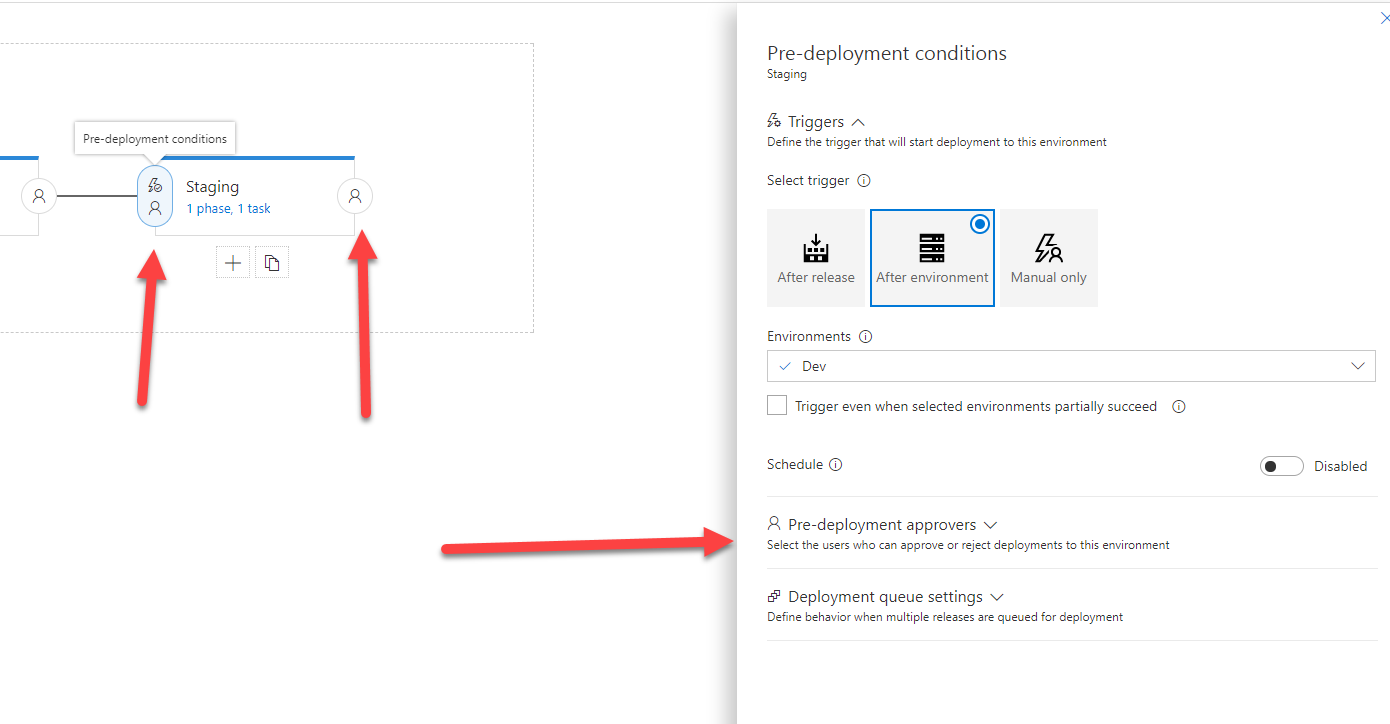 Pre-deployment conditions
Staging
1 phase, 1 task
Pre-deployment conditions
Staging
Triggers
Define the trigger that will start deployment to this environment
Select trigger
After release
After environment
Manual only
Environments
Dev
Trigger even when selected environments partially succeed
Schedule
Disabled
Pre-deployment approvers
Select the users who can approve or reject deployments to this environment
Deployment queue settings
Define behavior when multiple releases are queued for deployment